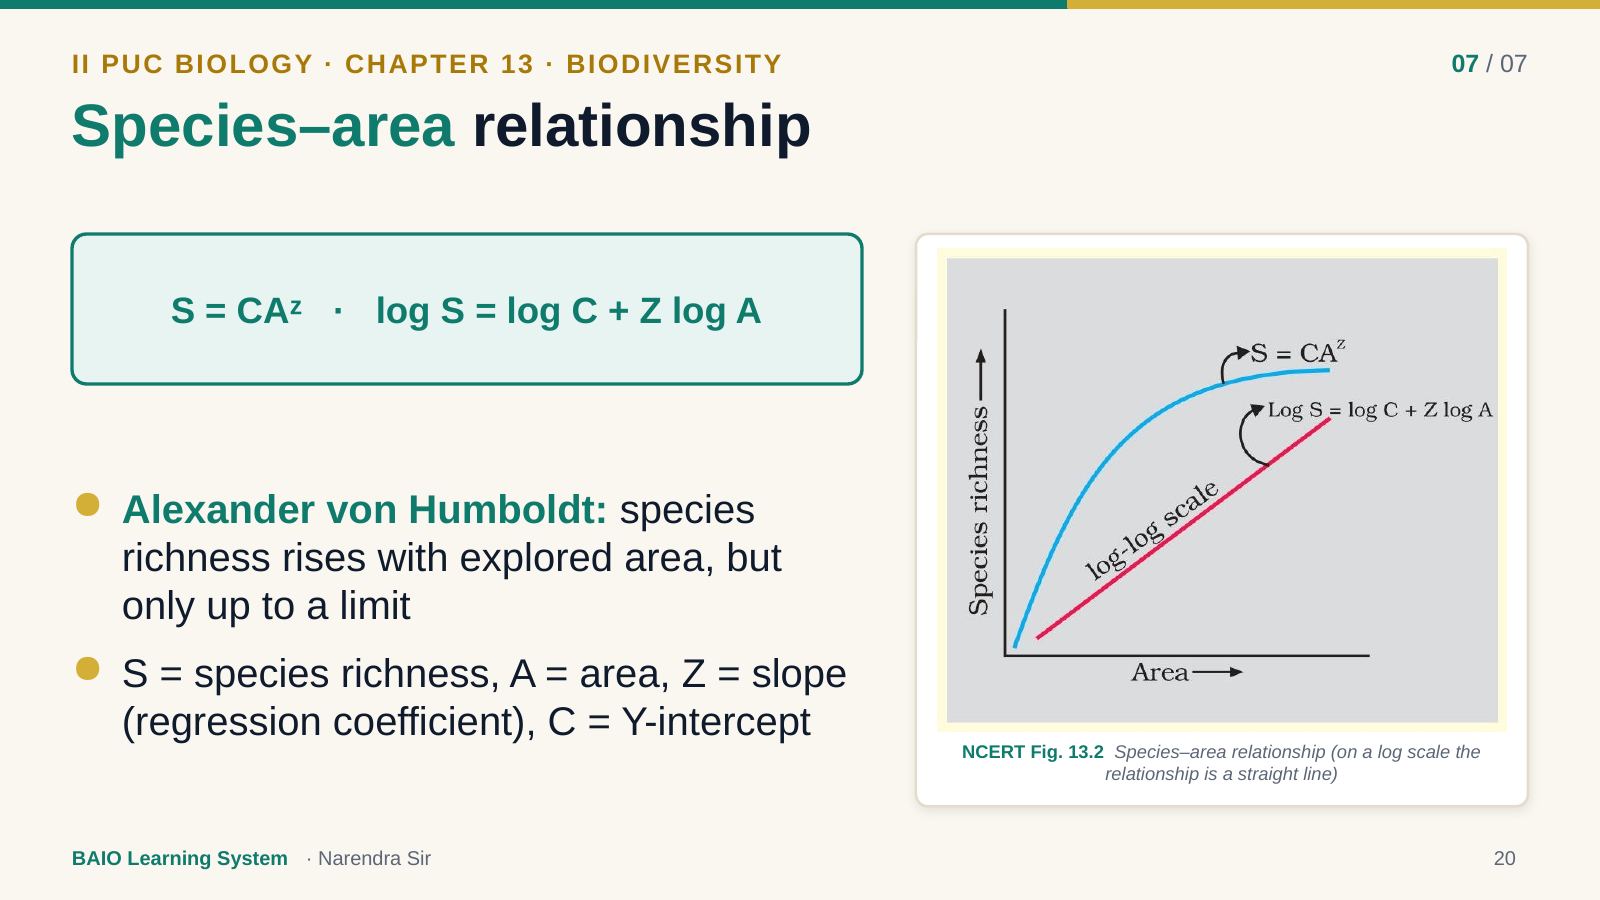 II PUC BIOLOGY · CHAPTER 13 · BIODIVERSITY
07 / 07
Species–area relationship
S = CAᶻ · log S = log C + Z log A
Alexander von Humboldt: species
richness rises with explored area, but
only up to a limit
S = species richness, A = area, Z = slope
(regression coefficient), C = Y-intercept
S = CAᶻ
Log S = log C + Z log A
log-log scale
Species richness
Area
NCERT Fig. 13.2 Species–area relationship (on a log scale the
relationship is a straight line)
BAIO Learning System · Narendra Sir
20